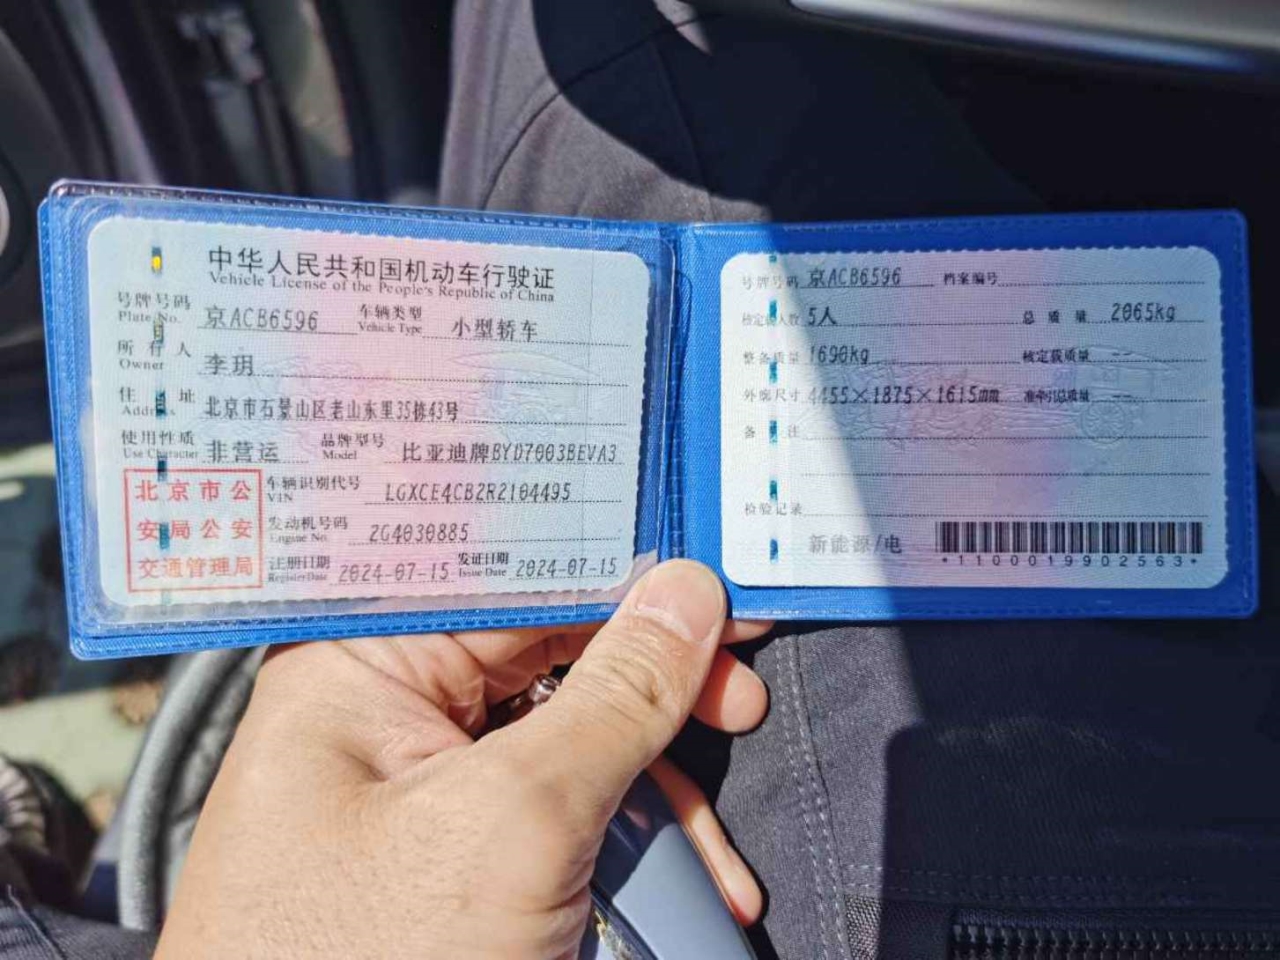 中华人民共和国机动车行驶证
Vehicle License of the People's Republic of China
号牌号码 京ACB6596 车辆类型 小型轿车
Plate No. Vehicle Type
所有人 李玥
Owner
住址 北京市石景山区老山东里35栋43号
Address
使用性质 非营运 品牌型号 比亚迪牌BYD7003BEVA3
Use Character Model
北京市公
安局公安
交通管理局
车辆识别代号 LGXCE4CB2R2104495
VIN
发动机号码 2G4030885
Engine No.
注册日期 2024-07-15 发证日期 2024-07-15
Register Date Issue Date
号牌号码 京ACB6596 档案编号
核定载人数 5人 总质量 2065kg
整备质量 1690kg 核定载质量 --
外廓尺寸 4455×1875×1615mm 准牵引总质量 --
备注
检验记录
新能源/电
*1100019902563*